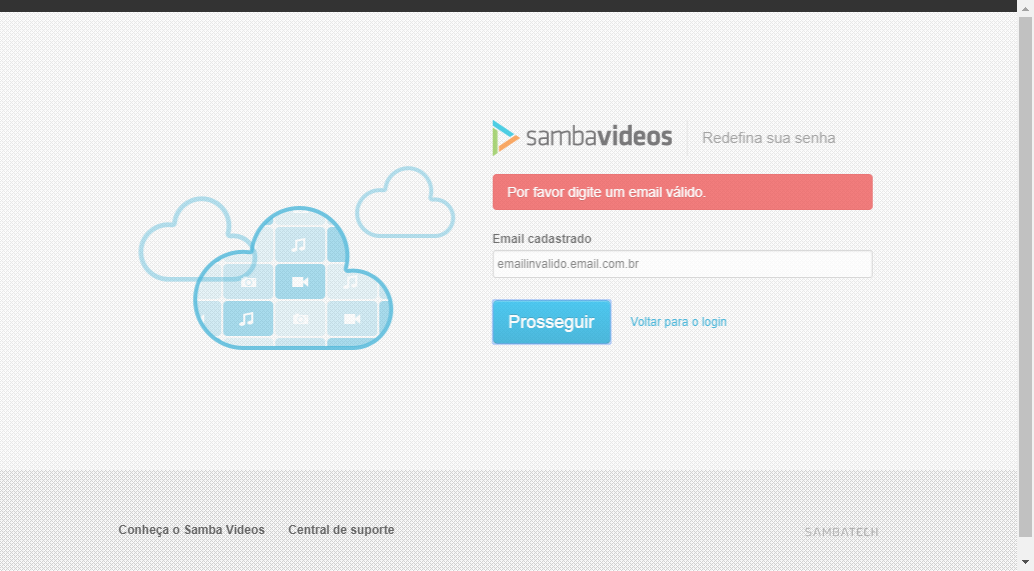 sambavideos
Redefina sua senha
Por favor digite um email válido.
Email cadastrado
emailinvalido.email.com.br
Prosseguir
Voltar para o login
Conheça o Samba Videos
Central de suporte
SAMBATECH